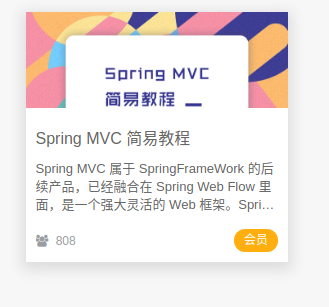 Spring MVC
简易教程
Spring MVC 简易教程
Spring MVC 属于 SpringFrameWork 的后
续产品，已经融合在 Spring Web Flow 里
面，是一个强大灵活的 Web 框架。Spri…
808
会员